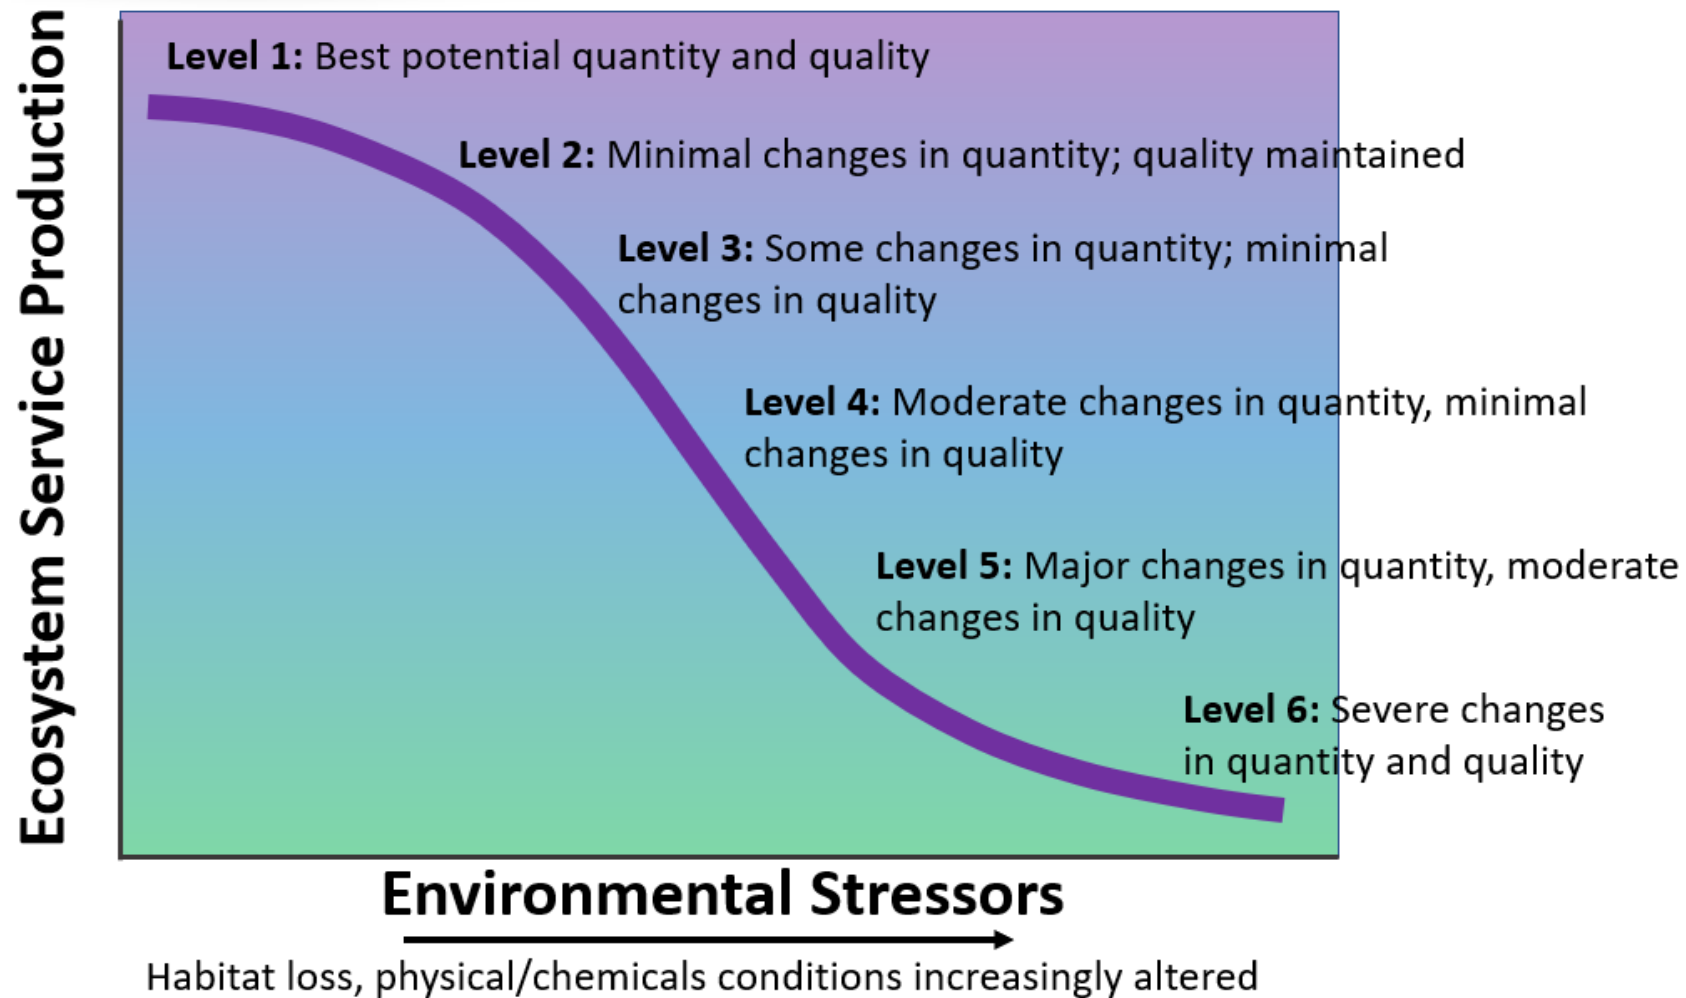 Ecosystem Service Production
Level 1: Best potential quantity and quality
Level 2: Minimal changes in quantity; quality maintained
Level 3: Some changes in quantity; minimal
changes in quality
Level 4: Moderate changes in quantity, minimal
changes in quality
Level 5: Major changes in quantity, moderate
changes in quality
Level 6: Severe changes
in quantity and quality
Environmental Stressors
Habitat loss, physical/chemicals conditions increasingly altered